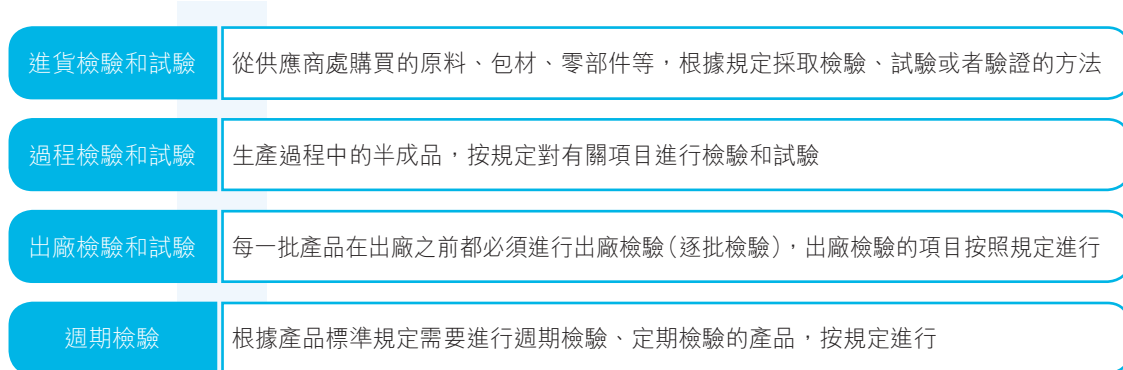 進貨檢驗和試驗
從供應商處購買的原料、包材、零部件等，根據規定採取檢驗、試驗或者驗證的方法
過程檢驗和試驗
生產過程中的半成品，按規定對有關項目進行檢驗和試驗
出廠檢驗和試驗
每一批產品在出廠之前都必須進行出廠檢驗（逐批檢驗），出廠檢驗的項目按照規定進行
週期檢驗
根據產品標準規定需要進行週期檢驗、定期檢驗的產品，按規定進行